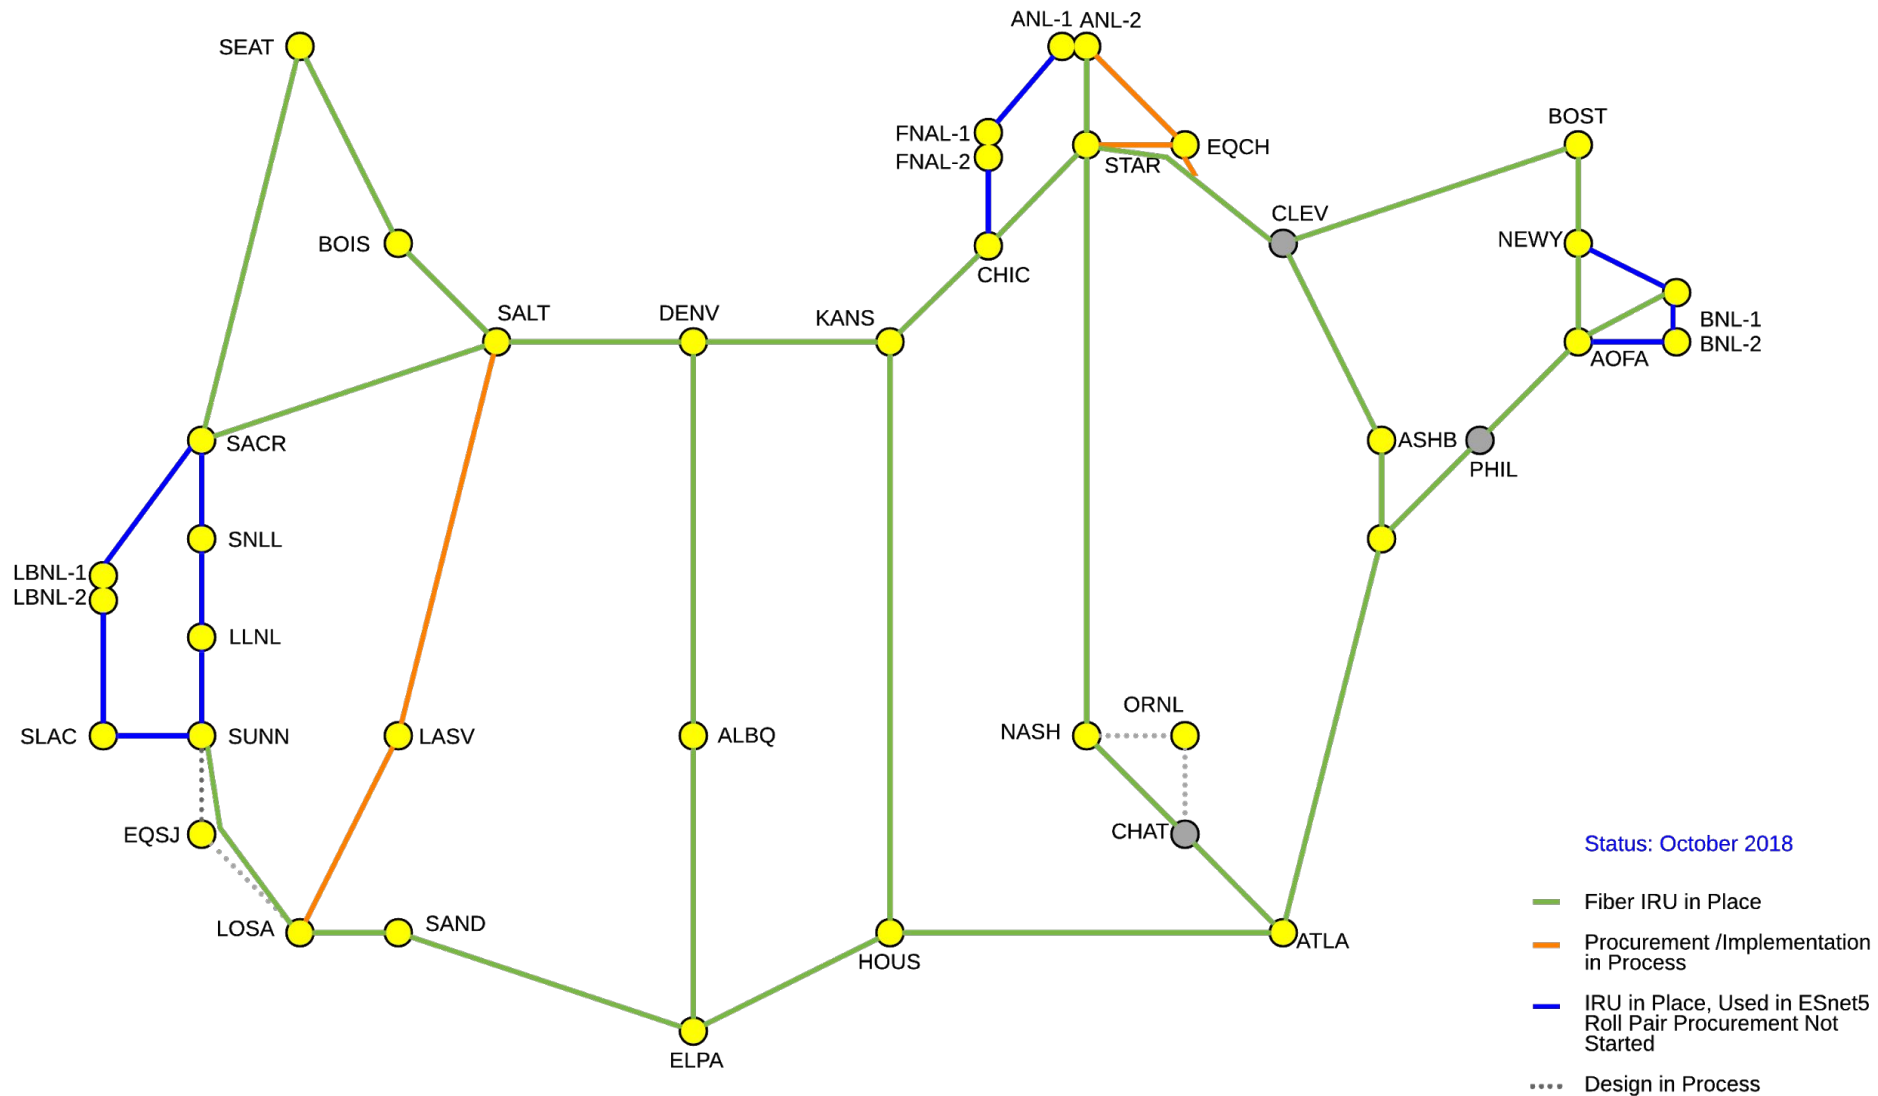 ANL-1 ANL-2
SEAT
BOST
FNAL-1
EQCH
FNAL-2
STAR
CLEV
NEWY
BOIS
CHIC
SALT
DENV
KANS
BNL-1
BNL-2
AOFA
SACR
ASHB
PHIL
SNLL
LBNL-1
LBNL-2
LLNL
ORNL
SLAC
SUNN
LASV
ALBQ
NASH
EQSJ
CHAT
Status: October 2018
Fiber IRU in Place
LOSA
SAND
HOUS
ATLA
Procurement /Implementation
in Process
IRU in Place, Used in ESnet5
Roll Pair Procurement Not
Started
ELPA
Design in Process